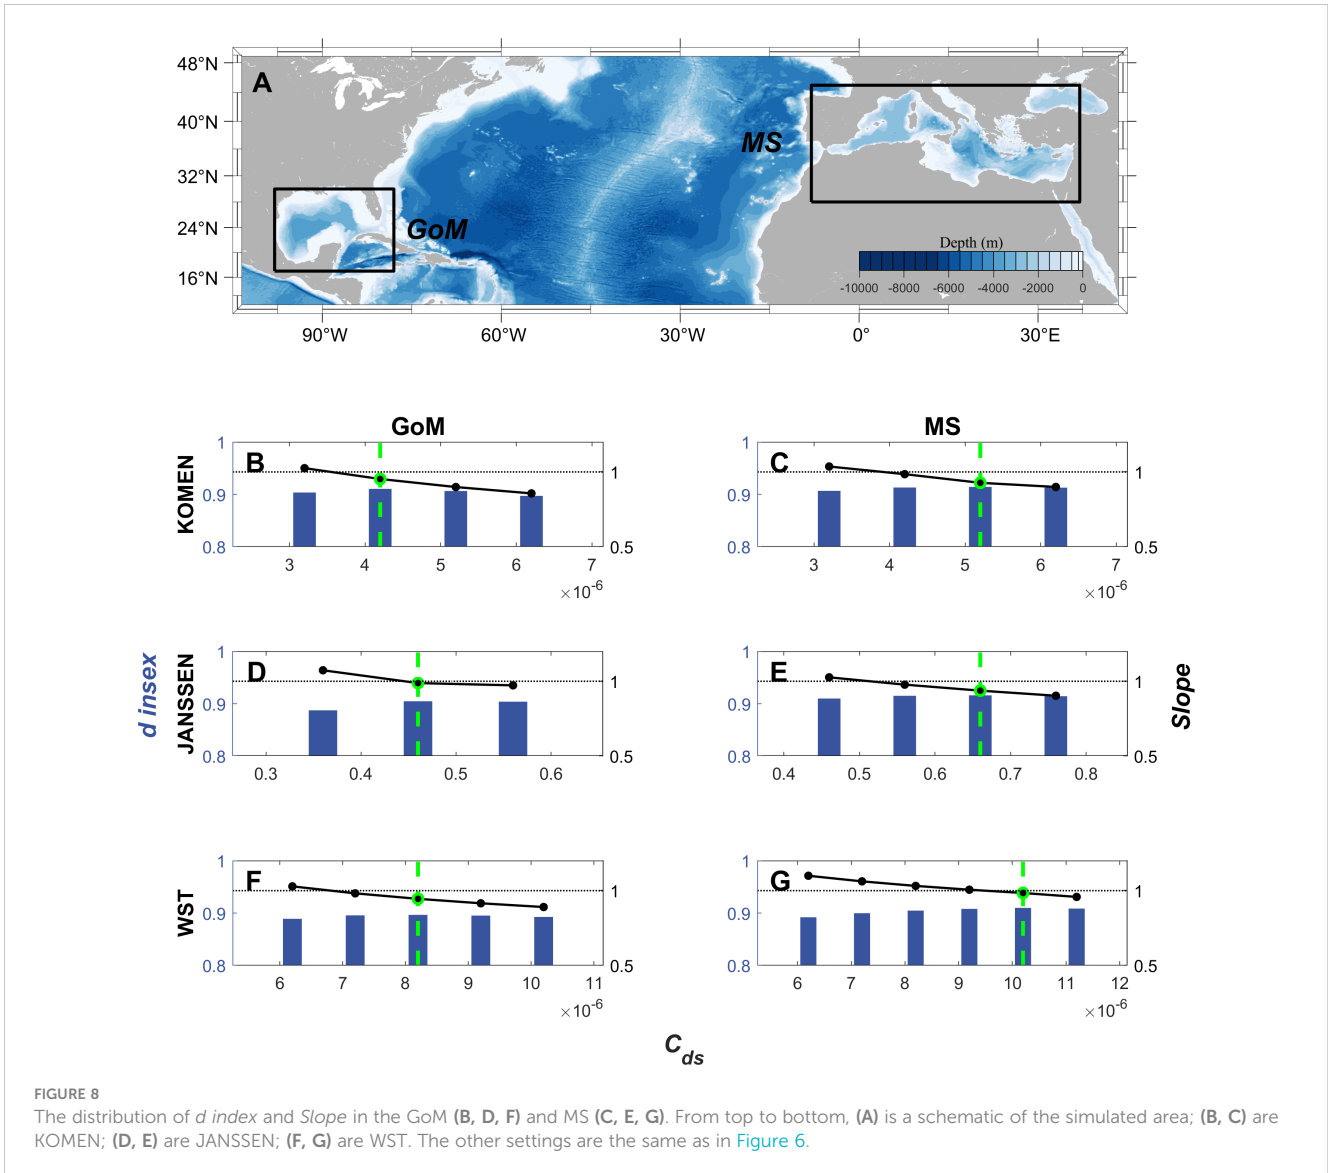 A
48°N
40°N
32°N
24°N
16°N
MS
GoM
Depth (m)
-10000 -8000 -6000 -4000 -2000 0
90°W 60°W 30°W 0° 30°E
GoM MS
KOMEN
B
1
0.9
0.8
1
0.5
3 4 5 6 7
×10-6
C
1
0.9
0.8
1
0.5
3 4 5 6 7
×10-6
d insex
JANSSEN
D
1
0.9
0.8
1
0.5
0.3 0.4 0.5 0.6
E
1
0.9
0.8
1
0.5
0.4 0.5 0.6 0.7 0.8
Slope
WST
F
1
0.9
0.8
1
0.5
6 7 8 9 10 11
×10-6
G
1
0.9
0.8
1
0.5
6 7 8 9 10 11 12
×10-6
Cds
FIGURE 8
The distribution of d index and Slope in the GoM (B, D, F) and MS (C, E, G). From top to bottom, (A) is a schematic of the simulated area; (B, C) are
KOMEN; (D, E) are JANSSEN; (F, G) are WST. The other settings are the same as in Figure 6.